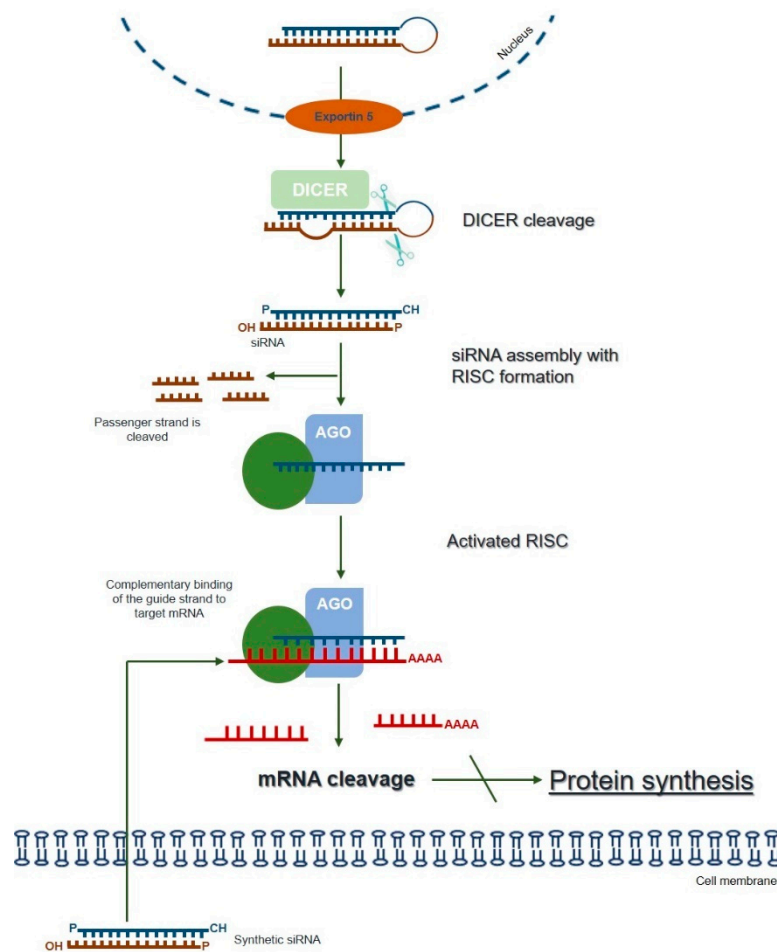 Nucleus
Exportin 5
DICER
DICER cleavage
P
CH
OH
P
siRNA
siRNA assembly with
RISC formation
Passenger strand is
cleaved
AGO
Activated RISC
Complementary binding
of the guide strand to
target mRNA
AGO
AAAA
AAAA
mRNA cleavage
Protein synthesis
Cell membrane
P
CH
OH
P
Synthetic siRNA